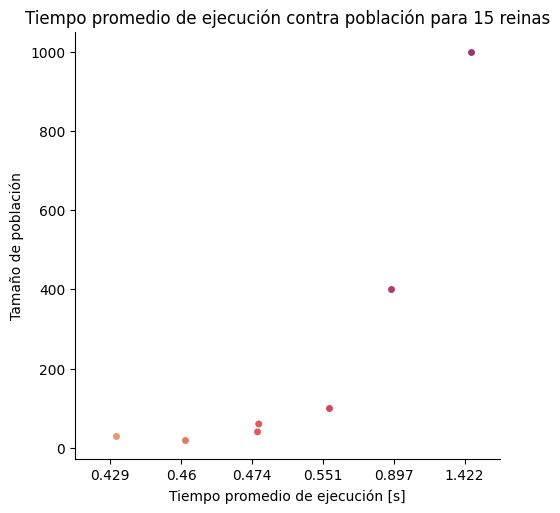 Tiempo promedio de ejecución contra población para 15 reinas
1000
800
600
400
200
0
Tamaño de población
0.429 0.46 0.474 0.551 0.897 1.422
Tiempo promedio de ejecución [s]